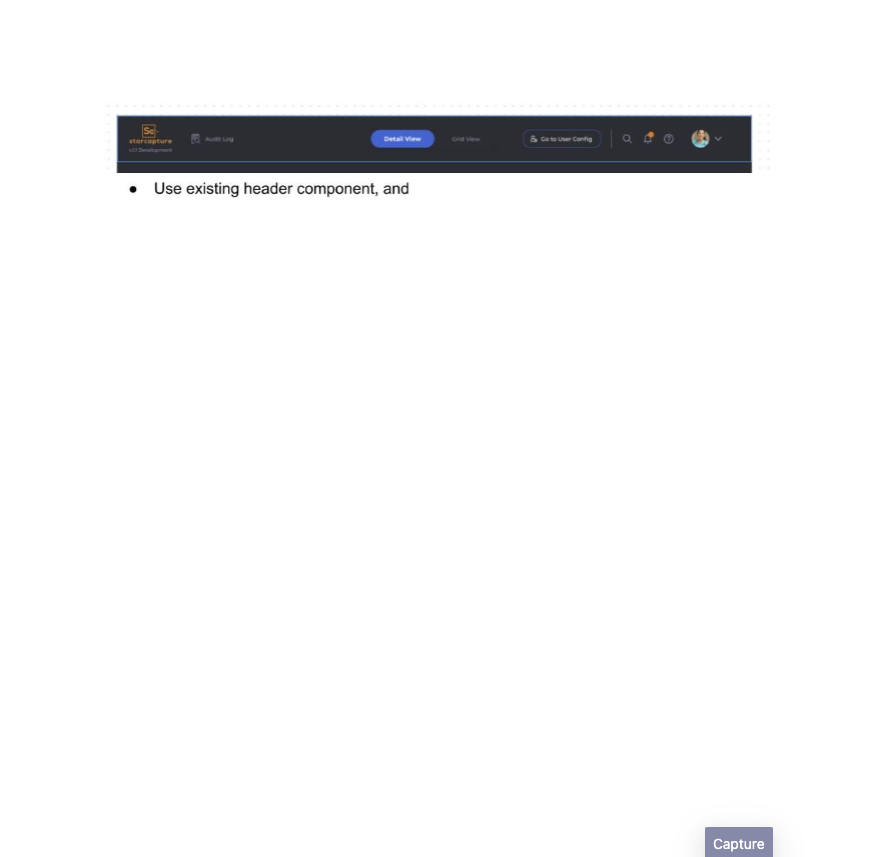 Sc
starcapture
v2.1 Development
Audit Log
Detail View
Grid View
Go to User Config
● Use existing header component, and
Capture